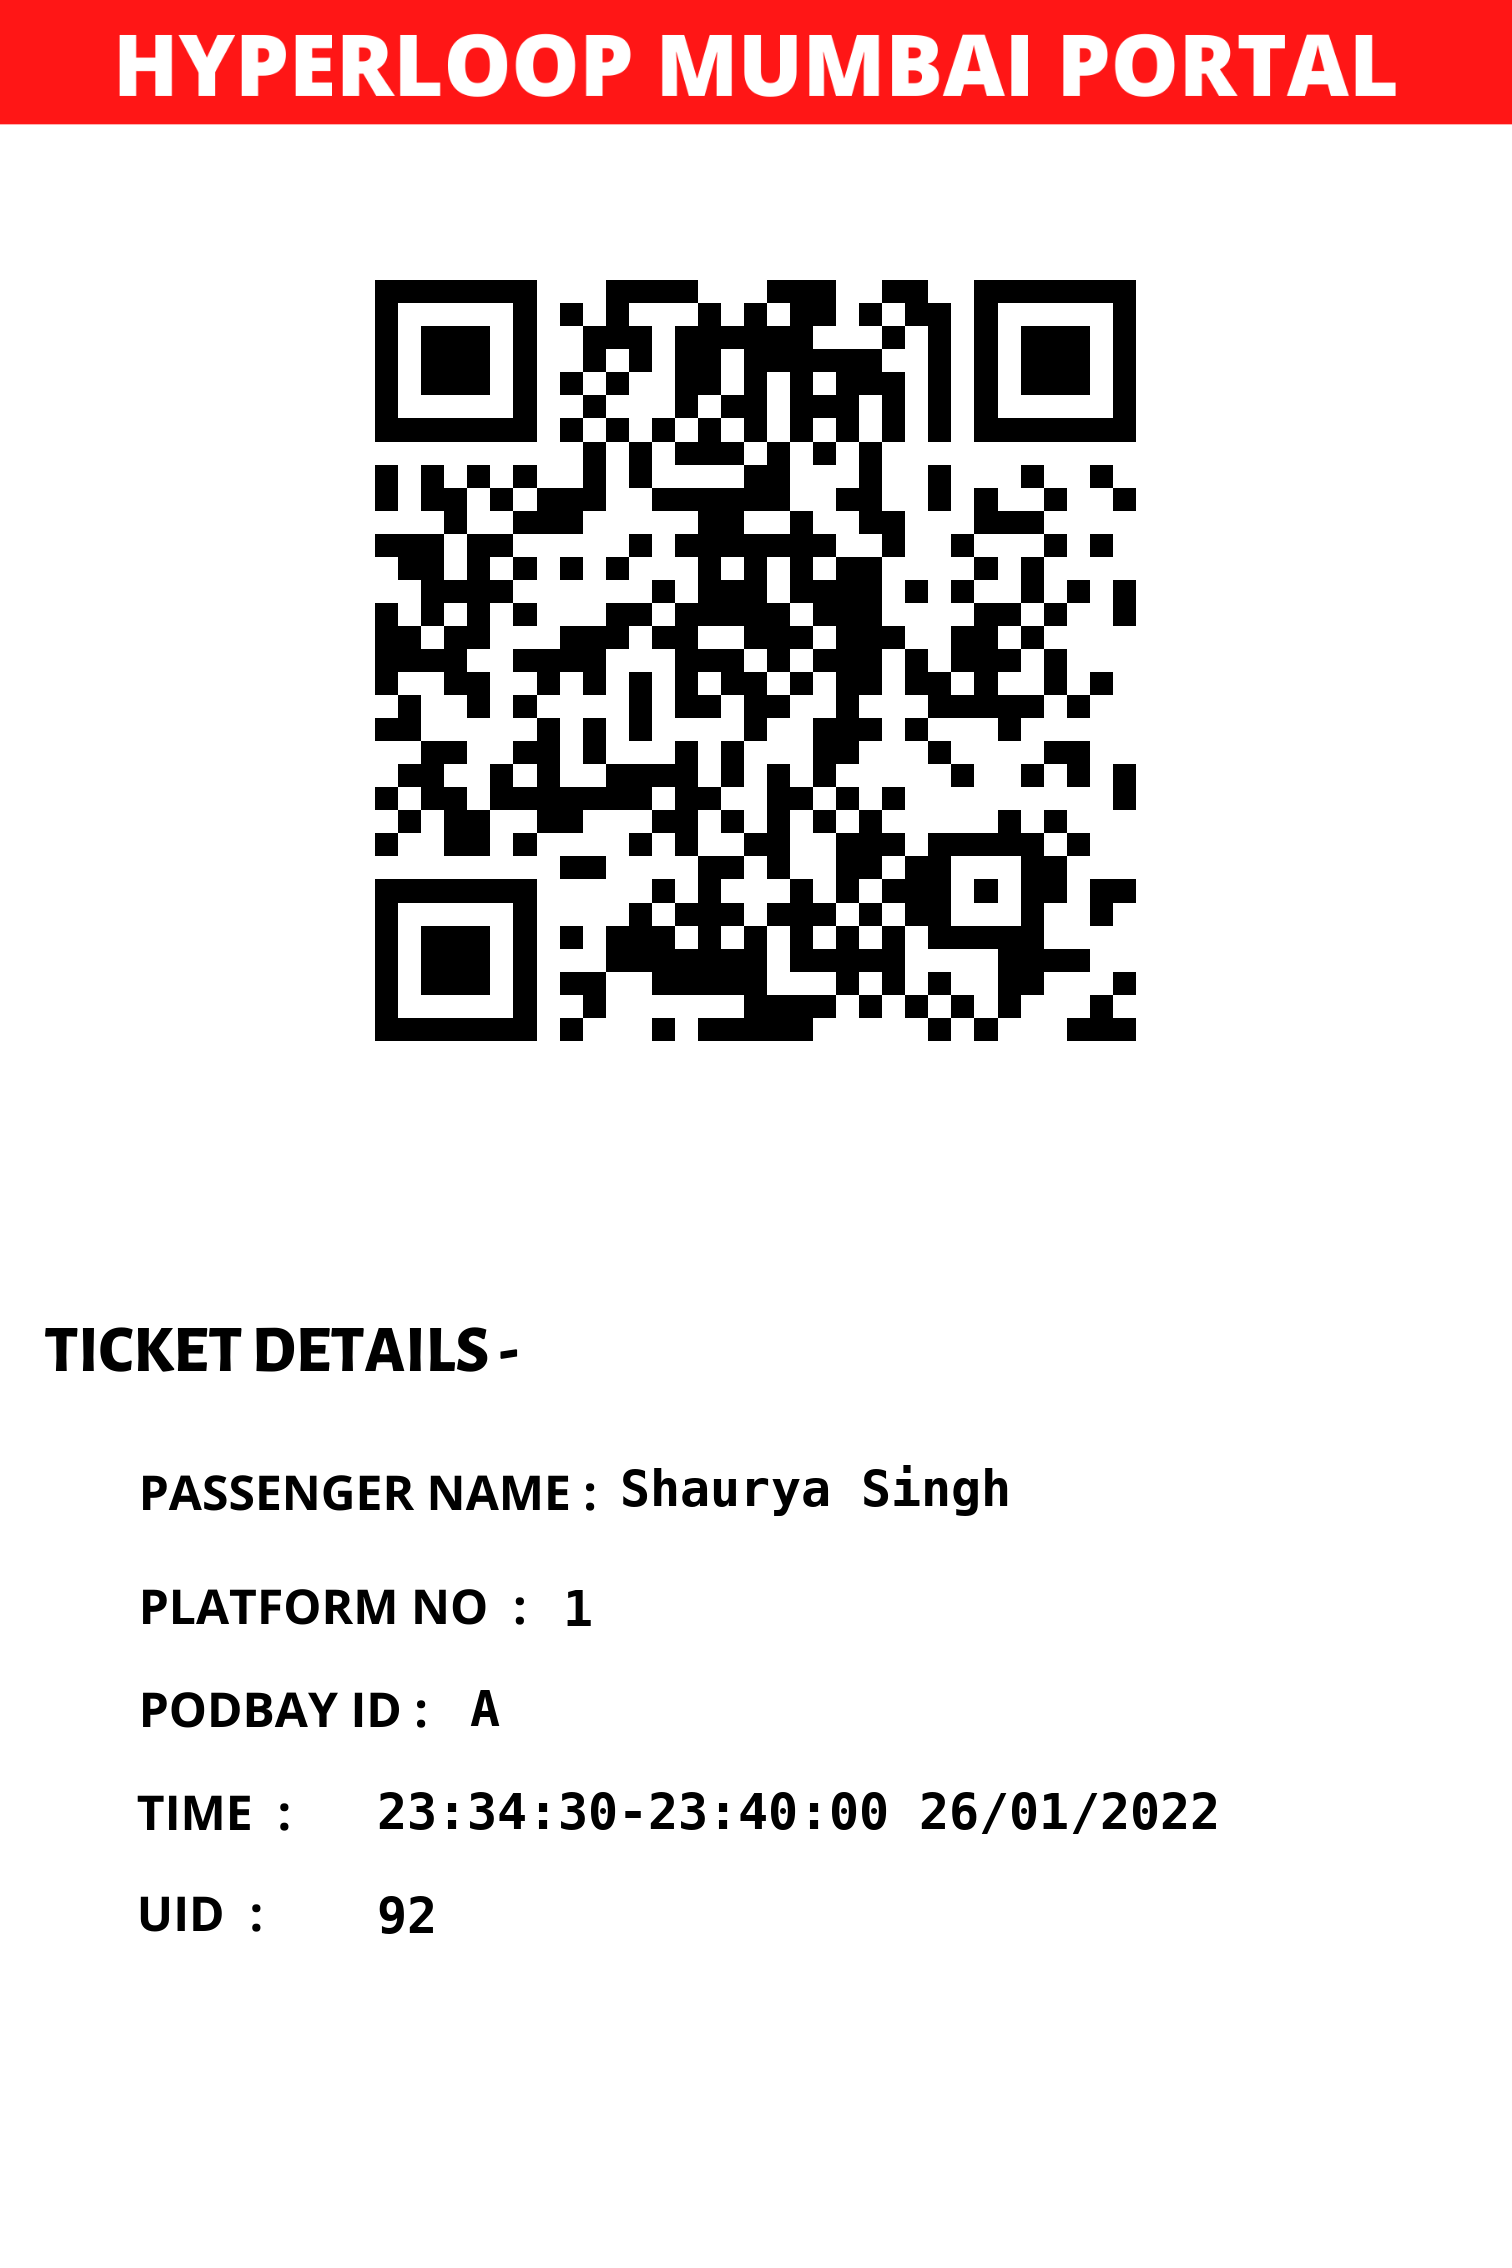 HYPERLOOP MUMBAI PORTAL
TICKET DETAILS -
PASSENGER NAME : Shaurya Singh
PLATFORM NO : 1
PODBAY ID : A
TIME : 23:34:30-23:40:00 26/01/2022
UID : 92